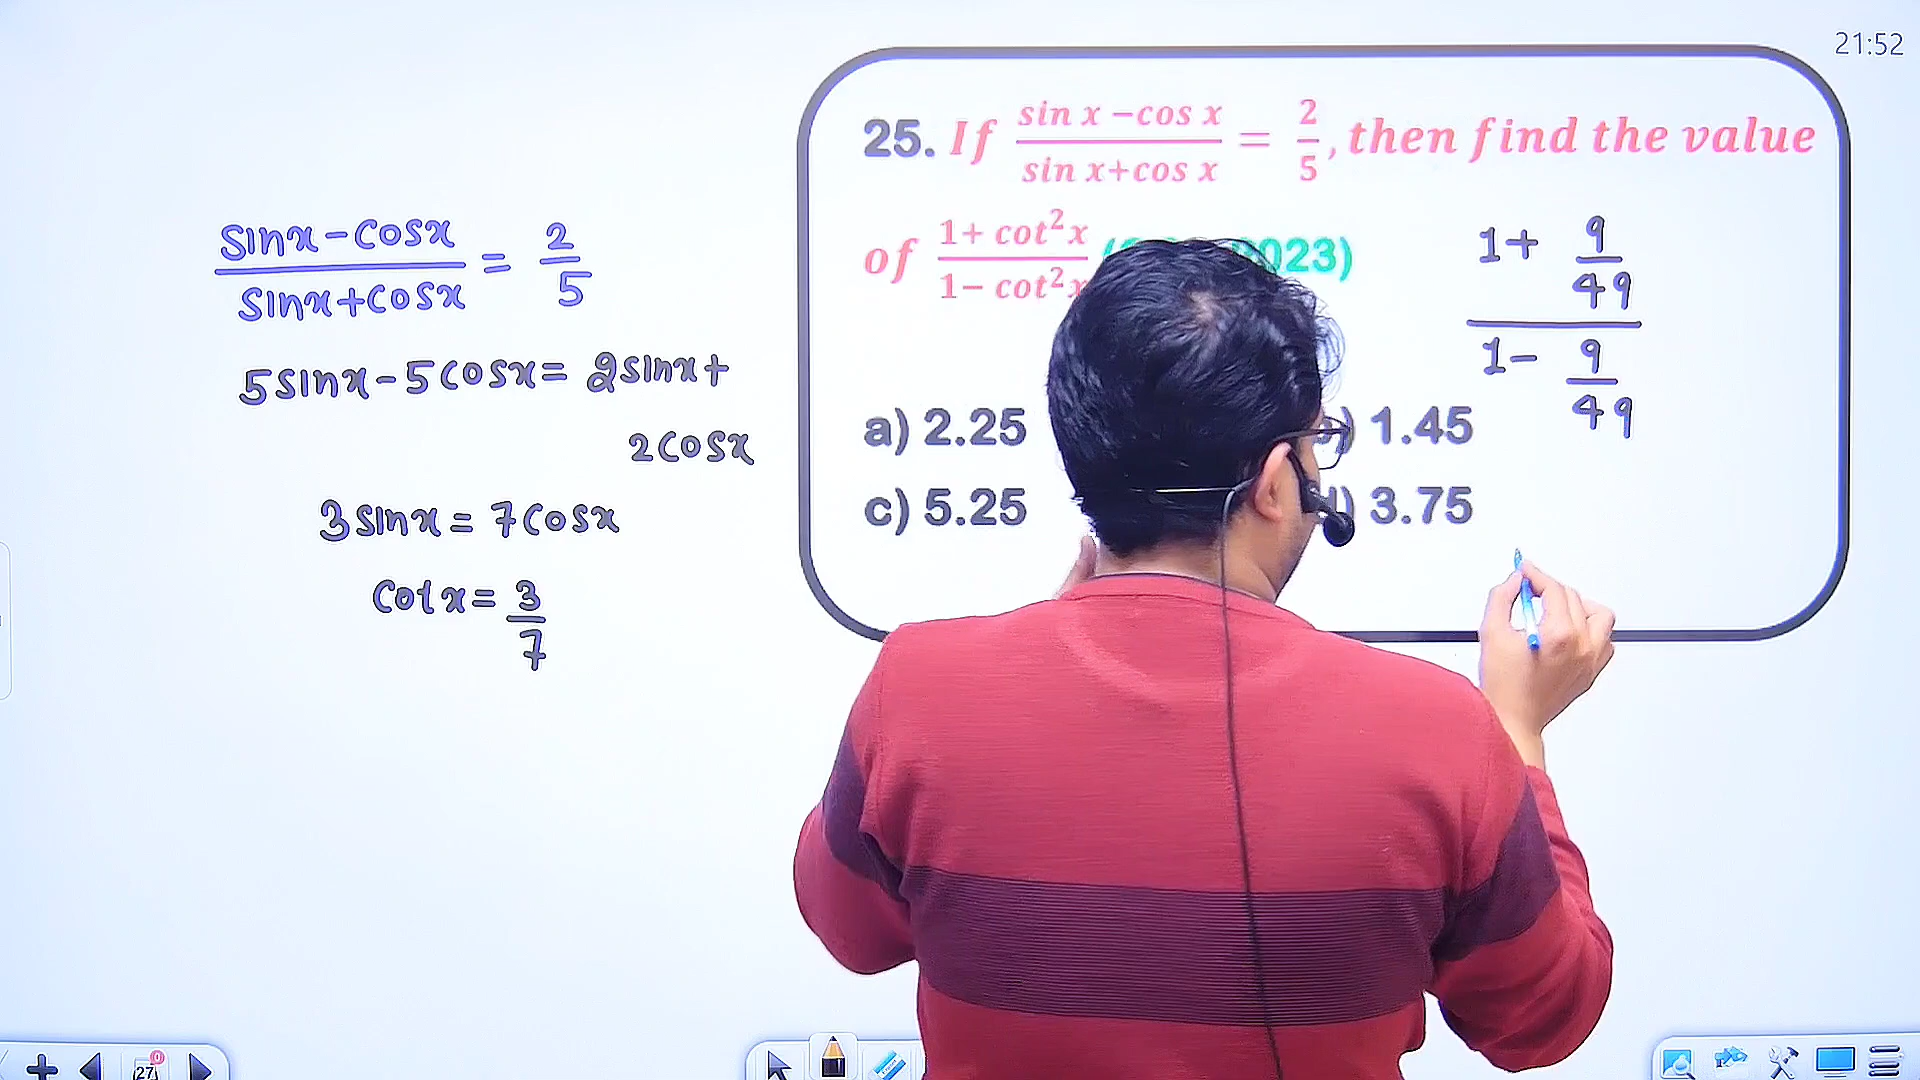 21:52
25. If (sin x − cos x)/(sin x + cos x) = 2/5, then find the value
of (1 + cot²x)/(1 − cot²x) 023)
a) 2.25 b) 1.45
c) 5.25 d) 3.75
(sinx − cosx)/(sinx + cosx) = 2/5
5sinx − 5cosx = 2sinx +
2cosx
3sinx = 7cosx
cotx = 3/7
(1 + 9/49)/(1 − 9/49)
27
0